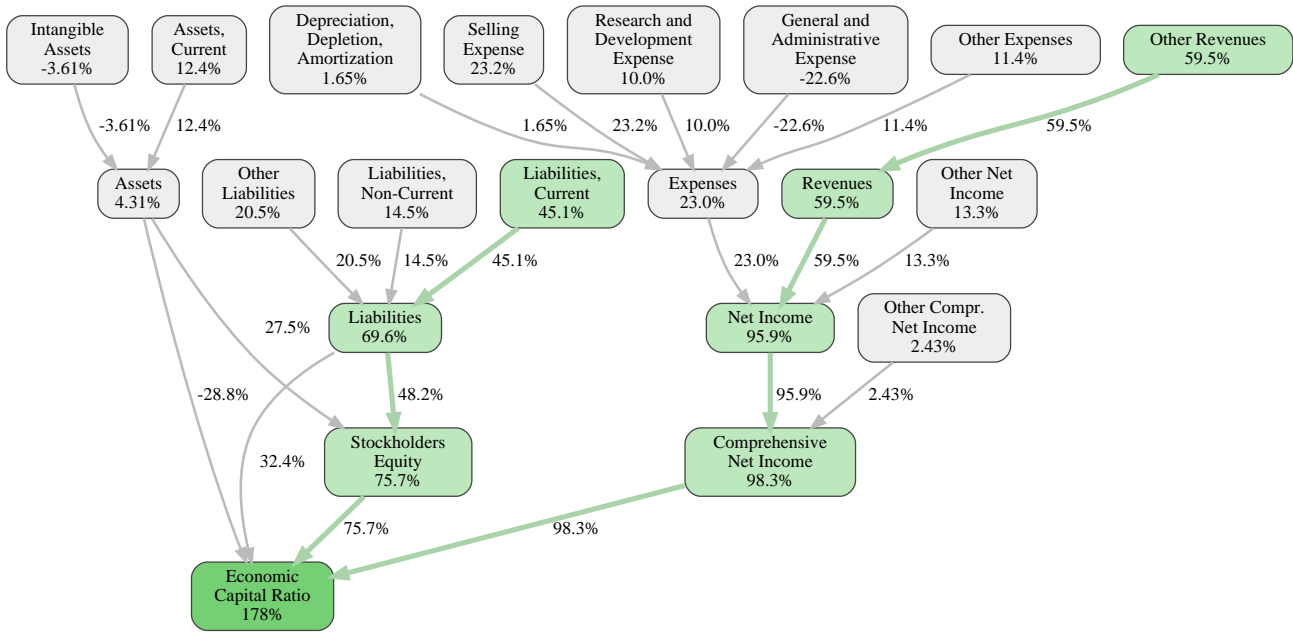 Intangible
Assets
-3.61%
Assets,
Current
12.4%
Depreciation,
Depletion,
Amortization
1.65%
Selling
Expense
23.2%
Research and
Development
Expense
10.0%
General and
Administrative
Expense
-22.6%
Other Expenses
11.4%
Other Revenues
59.5%
-3.61%
12.4%
1.65%
23.2%
10.0%
-22.6%
11.4%
59.5%
Assets
4.31%
Other
Liabilities
20.5%
Liabilities,
Non-Current
14.5%
Liabilities,
Current
45.1%
Expenses
23.0%
Revenues
59.5%
Other Net
Income
13.3%
20.5%
14.5%
45.1%
23.0%
59.5%
13.3%
27.5%
Liabilities
69.6%
Net Income
95.9%
Other Compr.
Net Income
2.43%
-28.8%
48.2%
95.9%
2.43%
32.4%
Stockholders
Equity
75.7%
Comprehensive
Net Income
98.3%
75.7%
98.3%
Economic
Capital Ratio
178%